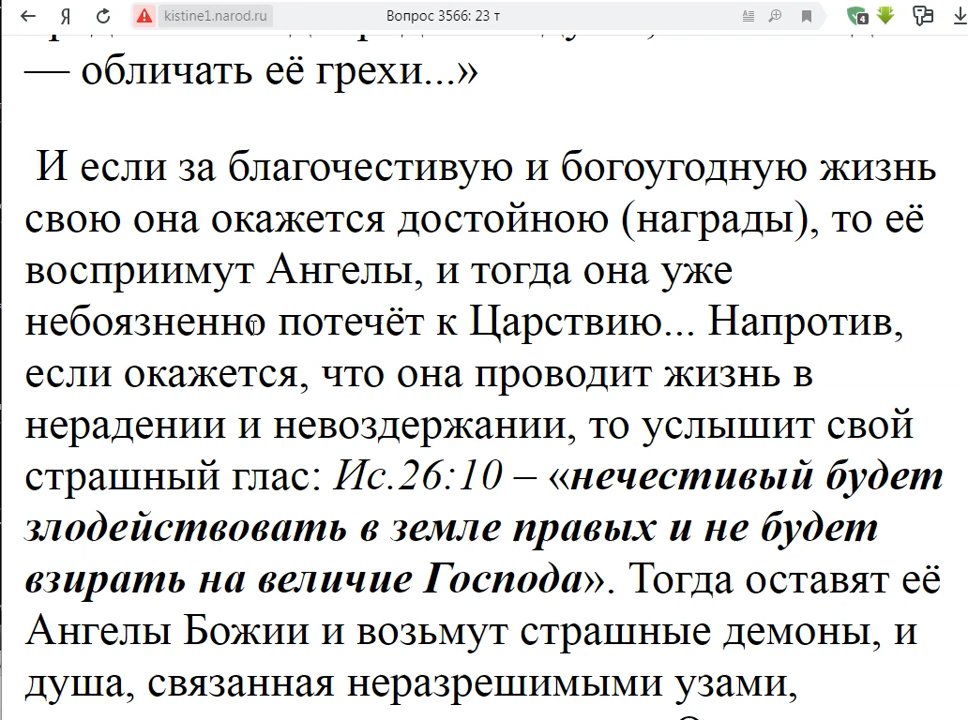 kistine1.narod.ru
Вопрос 3566: 23 т
4
— обличать её грехи...»
И если за благочестивую и богоугодную жизнь
свою она окажется достойною (награды), то её
восприимут Ангелы, и тогда она уже
небоязненно потечёт к Царствию... Напротив,
если окажется, что она проводит жизнь в
нерадении и невоздержании, то услышит свой
страшный глас: Ис.26:10 – «нечестивый будет
злодействовать в земле правых и не будет
взирать на величие Господа». Тогда оставят её
Ангелы Божии и возьмут страшные демоны, и
душа, связанная неразрешимыми узами,